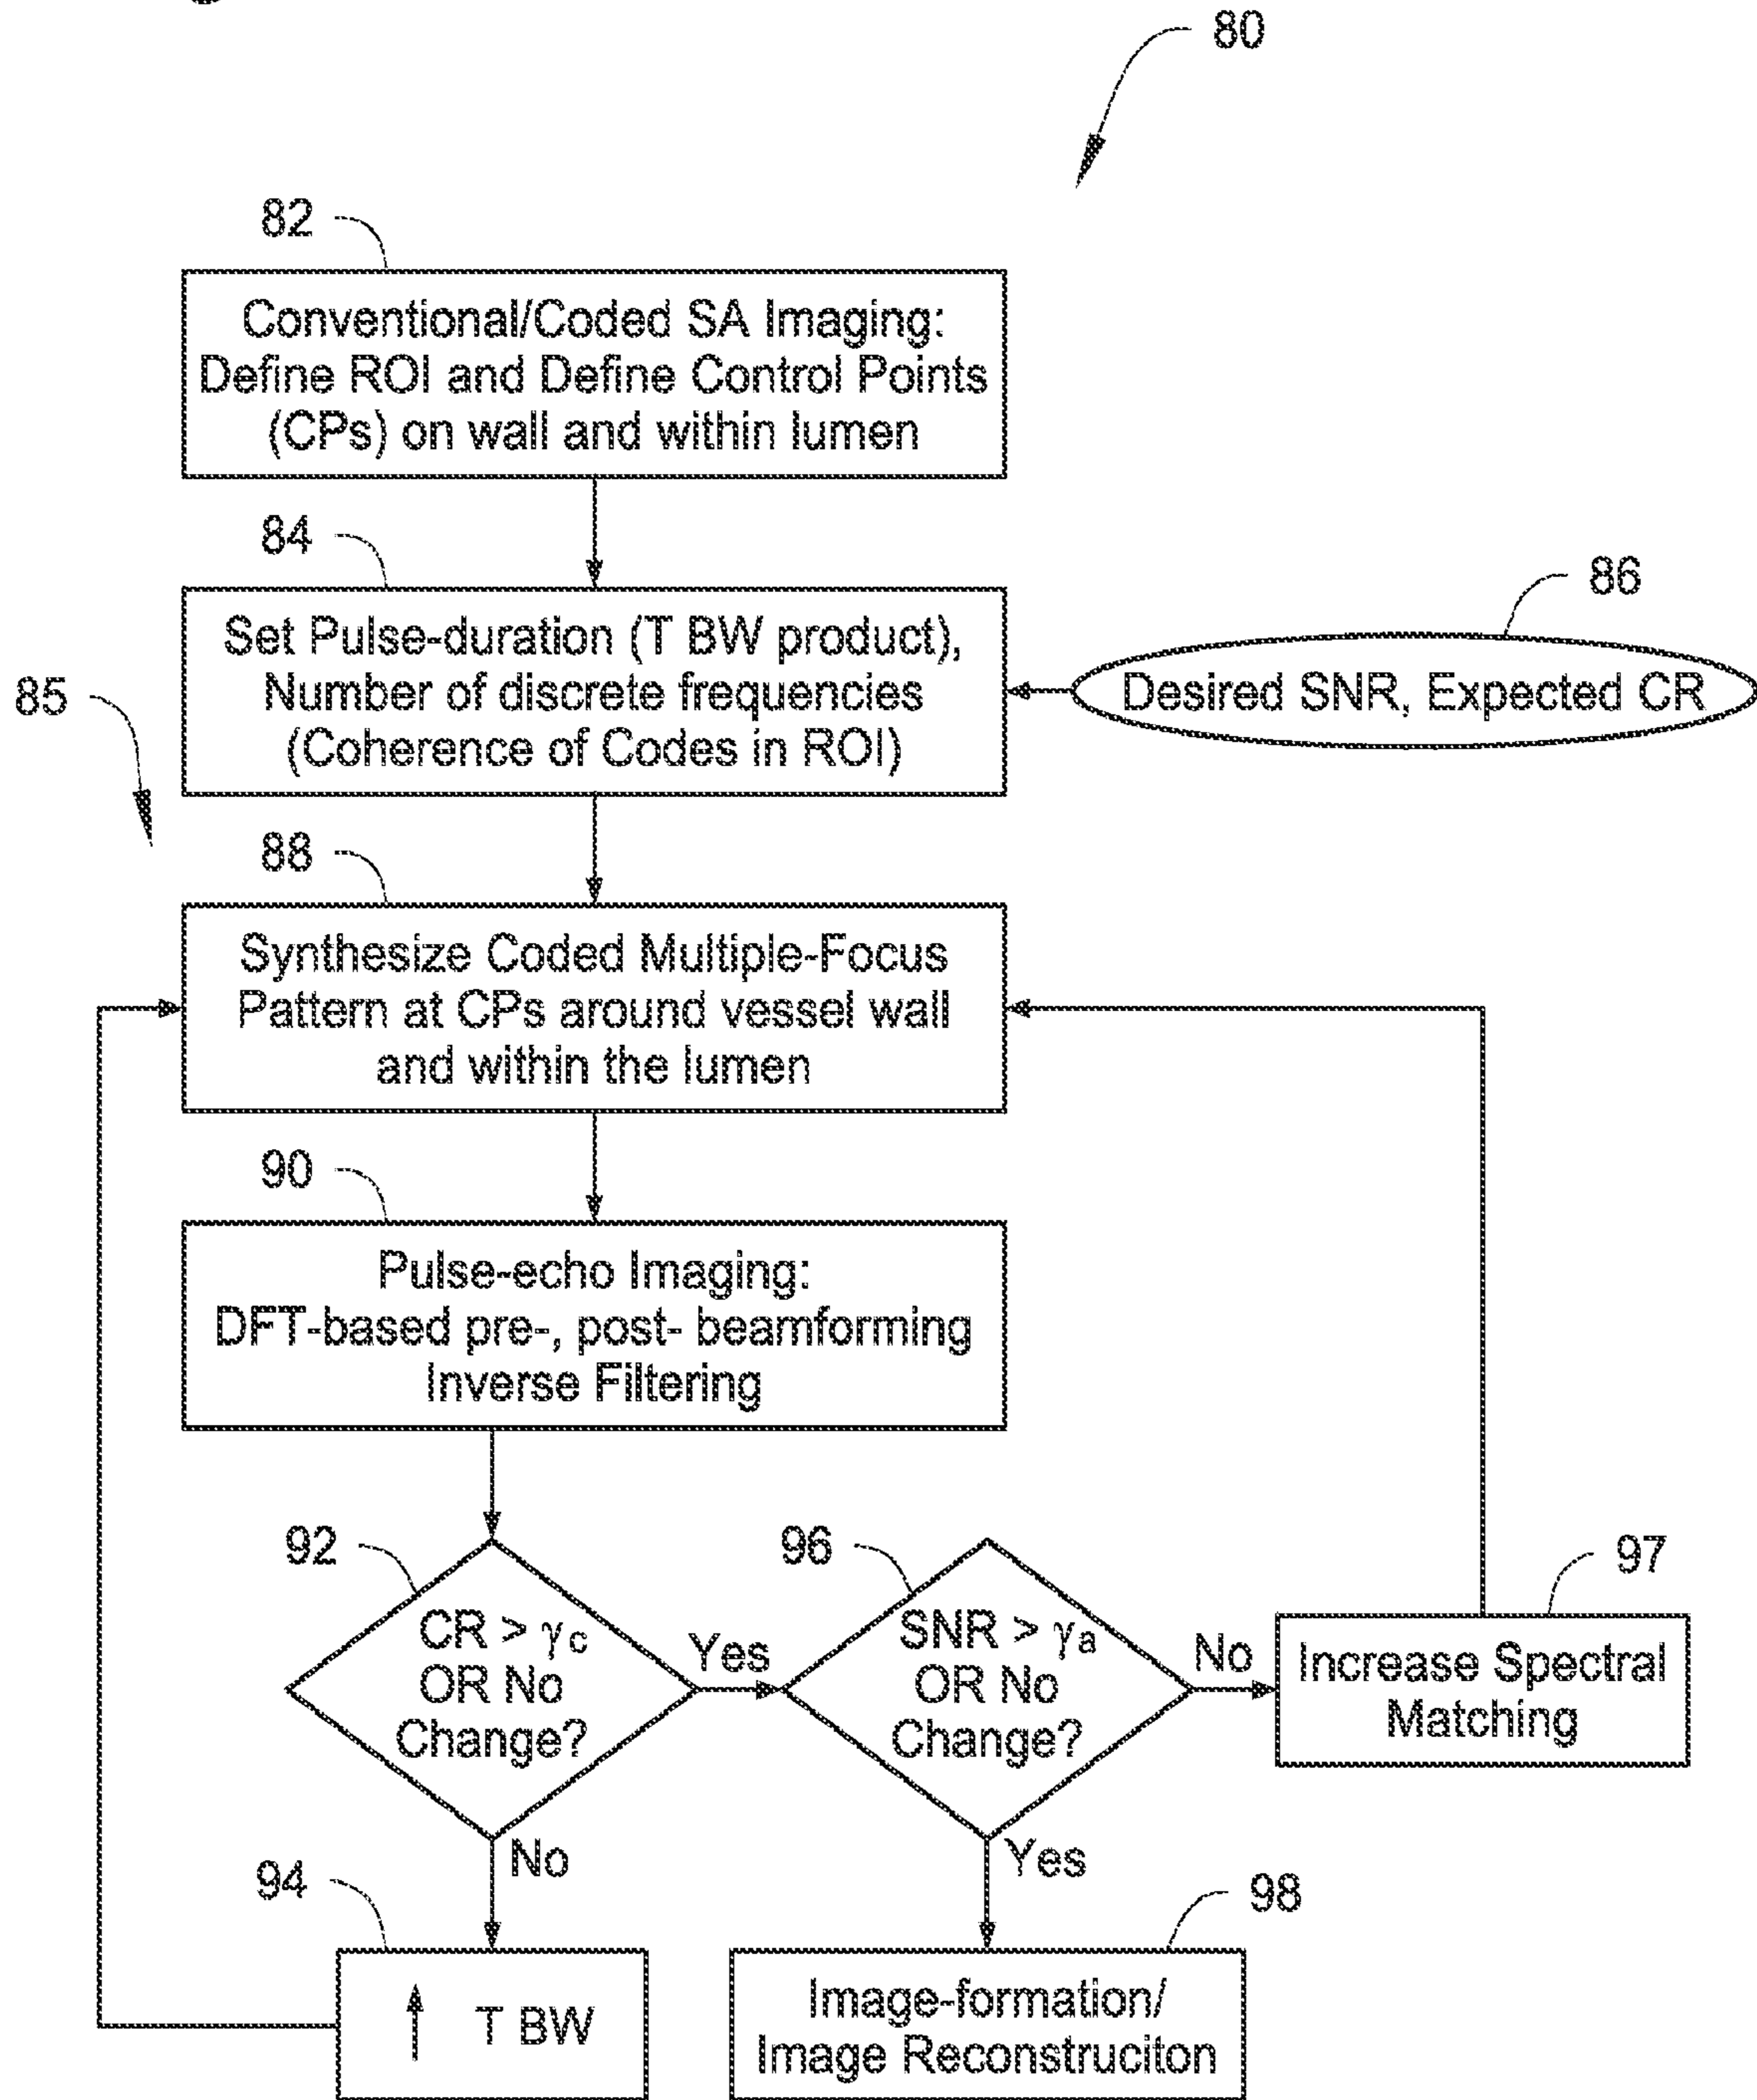 80
82
Conventional/Coded SA Imaging:
Define ROI and Define Control Points
(CPs) on wall and within lumen
84
Set Pulse-duration (T BW product),
Number of discrete frequencies
(Coherence of Codes in ROI)
86
Desired SNR, Expected CR
85
88
Synthesize Coded Multiple-Focus
Pattern at CPs around vessel wall
and within the lumen
90
Pulse-echo Imaging:
DFT-based pre-, post- beamforming
Inverse Filtering
92
CR > γc
OR No
Change?
Yes
No
96
SNR > γa
OR No
Change?
No
Yes
97
Increase Spectral
Matching
94
↑ T BW
98
Image-formation/
Image Reconstruciton